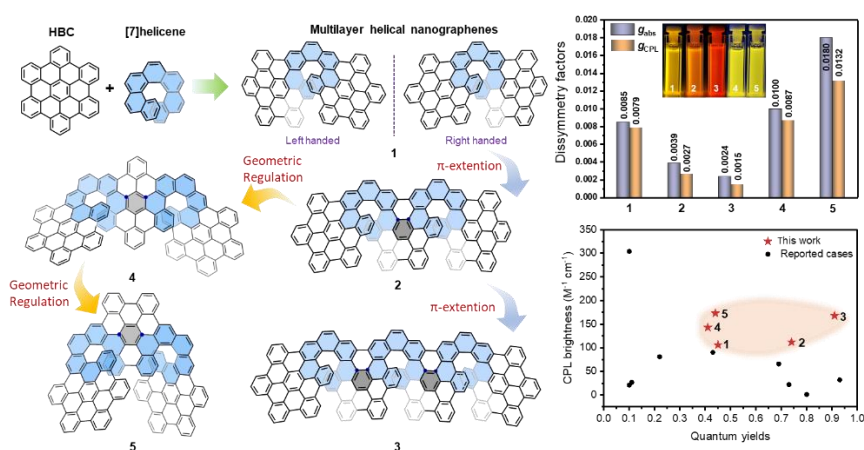 HBC
[7]helicene
Multilayer helical nanographenes
+
Left handed
Right handed
1
Geometric
Regulation
π-extention
4
2
Geometric
Regulation
π-extention
5
3
gabs
gCPL
1 2 3 4 5
Dissymmetry factors
0.020
0.018
0.016
0.014
0.012
0.010
0.008
0.006
0.004
0.002
0.000
0.0085
0.0079
0.0039
0.0027
0.0024
0.0015
0.0100
0.0087
0.0180
0.0132
1 2 3 4 5
★ This work
• Reported cases
CPL brightness (M⁻¹ cm⁻¹)
400
350
300
250
200
150
100
50
0
5
4
3
1
2
0.0 0.1 0.2 0.3 0.4 0.5 0.6 0.7 0.8 0.9 1.0
Quantum yields